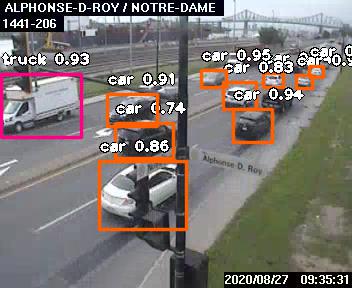 ALPHONSE-D-ROY / NOTRE-DAME
1441-206
truck 0.93
car 0.91
car 0.74
car 0.86
car 0.95
car 0.83
car 0.94
Alphonse-D. Roy
2020/08/27 09:35:31